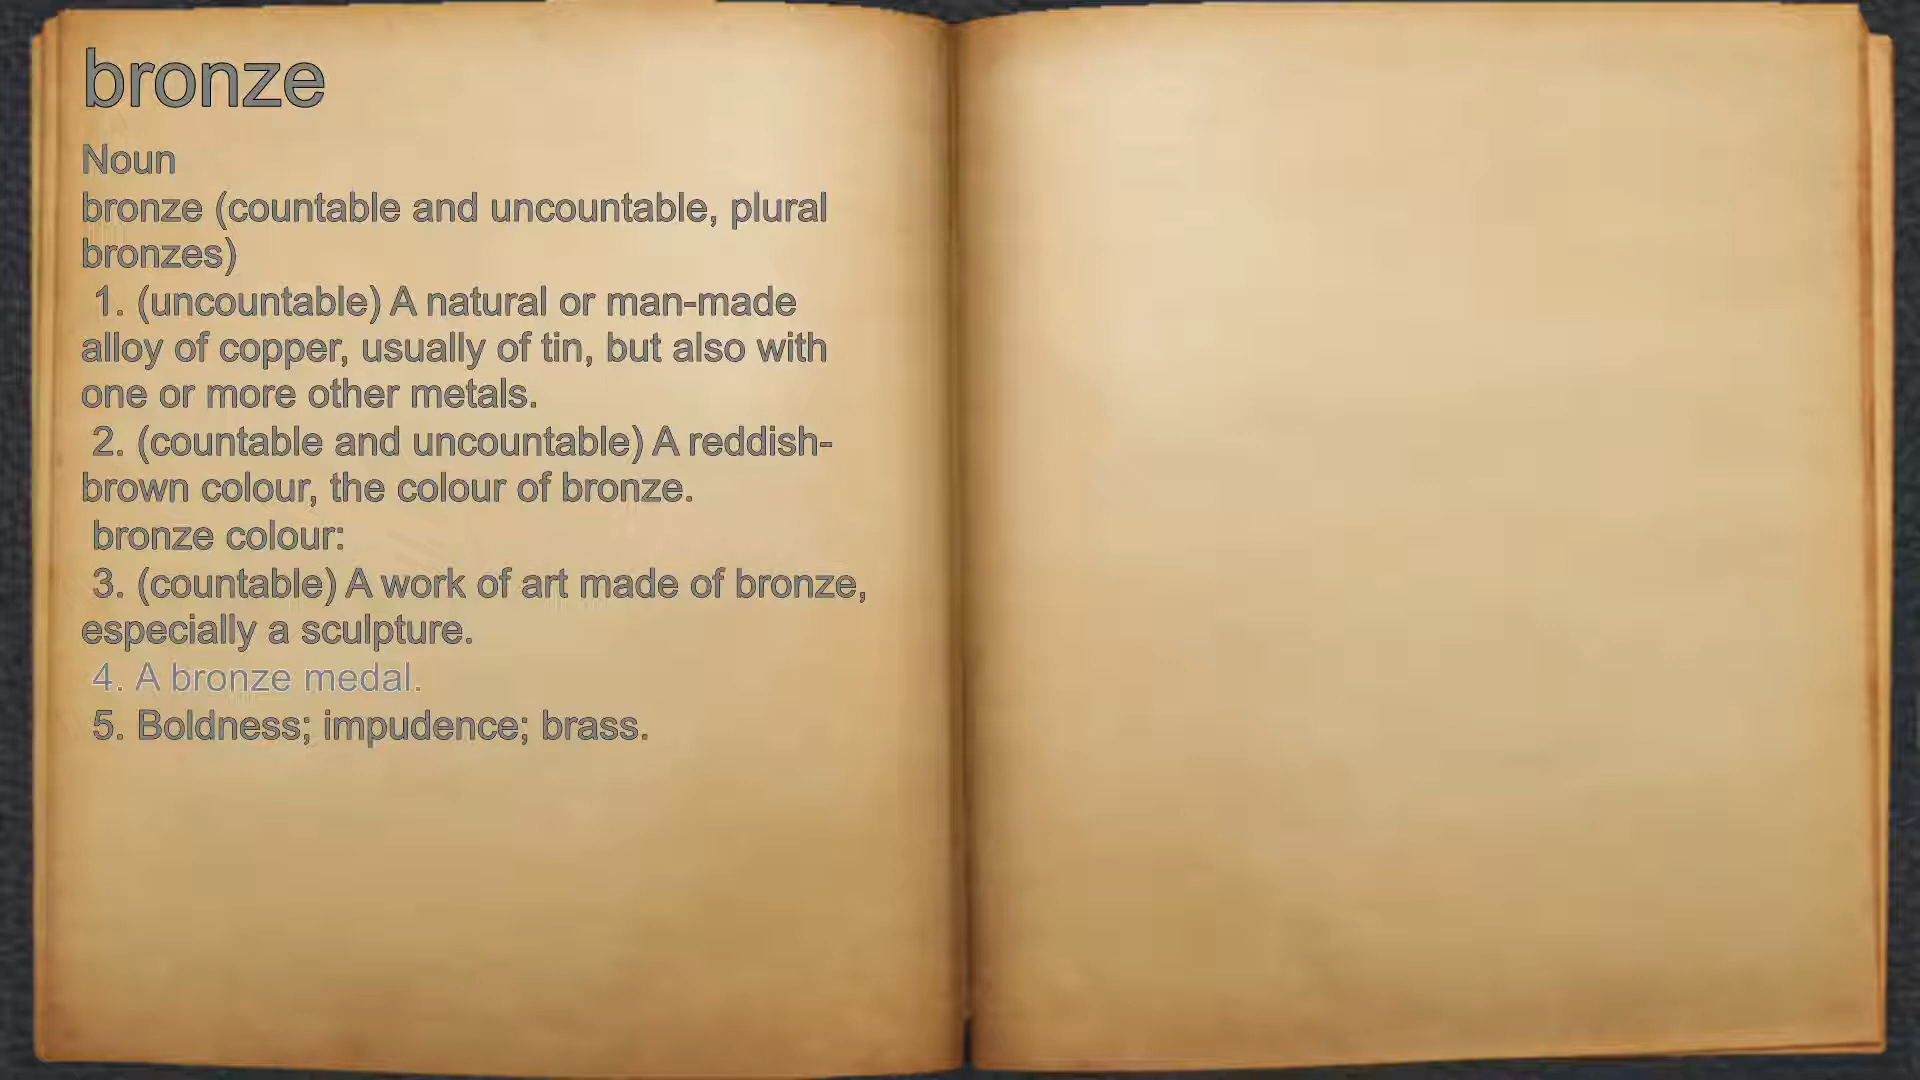 bronze
Noun
bronze (countable and uncountable, plural
bronzes)
1. (uncountable) A natural or man-made
alloy of copper, usually of tin, but also with
one or more other metals.
2. (countable and uncountable) A reddish-
brown colour, the colour of bronze.
bronze colour:
3. (countable) A work of art made of bronze,
especially a sculpture.
4. A bronze medal.
5. Boldness; impudence; brass.